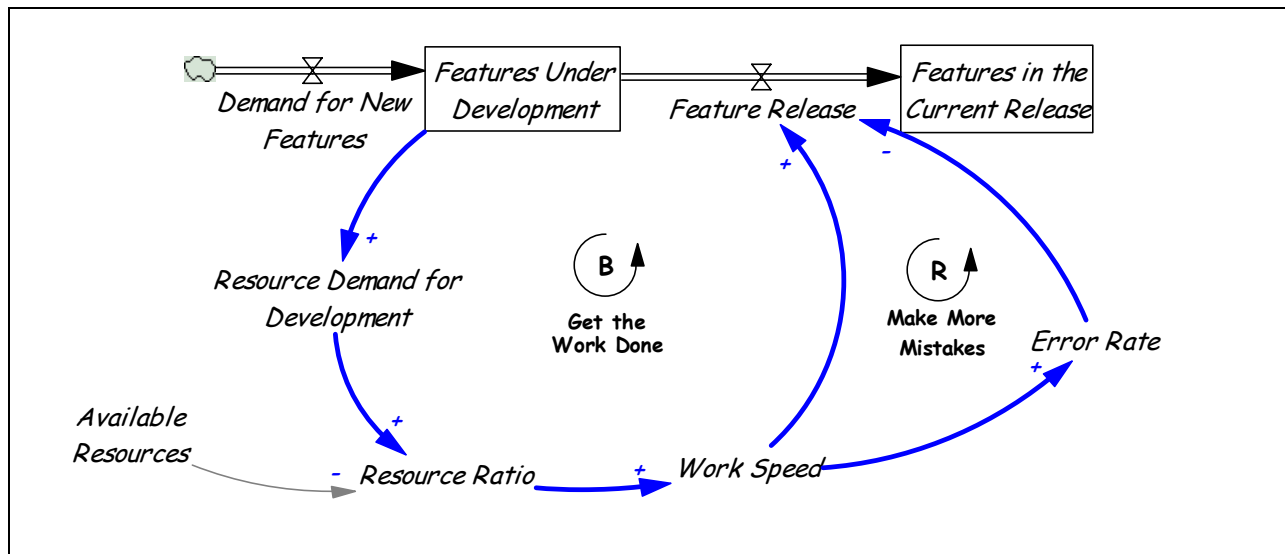 Demand for New
Features
Features Under
Development
Feature Release
Features in the
Current Release
+
-
+
Resource Demand for
Development
B
Get the
Work Done
R
Make More
Mistakes
Error Rate
+
+
Available
Resources
-
Resource Ratio
+
Work Speed